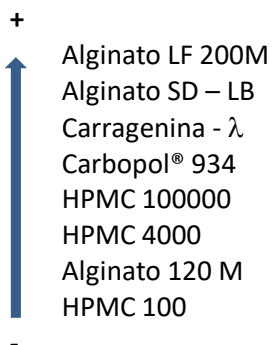 +
Alginato LF 200M
Alginato SD – LB
Carragenina - λ
Carbopol® 934
HPMC 100000
HPMC 4000
Alginato 120 M
HPMC 100
-